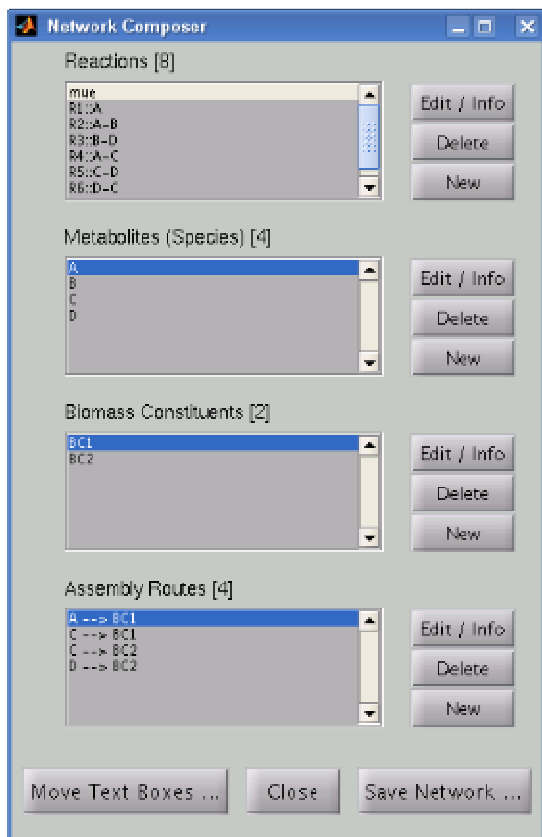 Network Composer
Reactions [8]
mue
R1::A
R2::A-B
R3::B-D
R4::A-C
R5::C-D
R6::D-C
Edit / Info
Delete
New
Metabolites (Species) [4]
A
B
C
D
Edit / Info
Delete
New
Biomass Constituents [2]
BC1
BC2
Edit / Info
Delete
New
Assembly Routes [4]
A --> BC1
C --> BC1
C --> BC2
D --> BC2
Edit / Info
Delete
New
Move Text Boxes ... Close Save Network ...